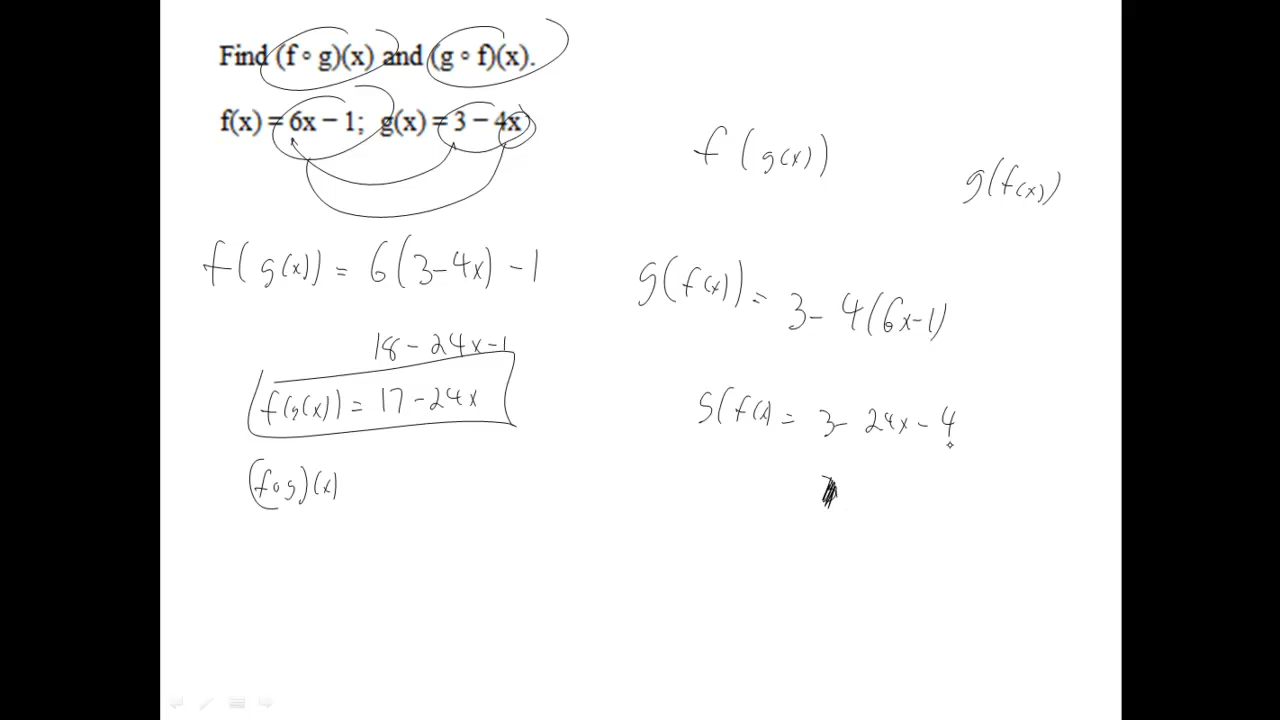 Find (f ∘ g)(x) and (g ∘ f)(x).
f(x) = 6x − 1; g(x) = 3 − 4x
f(g(x))
g(f(x))
f(g(x)) = 6(3-4x) -1
g(f(x)) = 3 - 4(6x-1)
18 - 24x-1
f(g(x)) = 17 -24x
g(f(x) = 3- 24x - 4
(f∘g)(x)